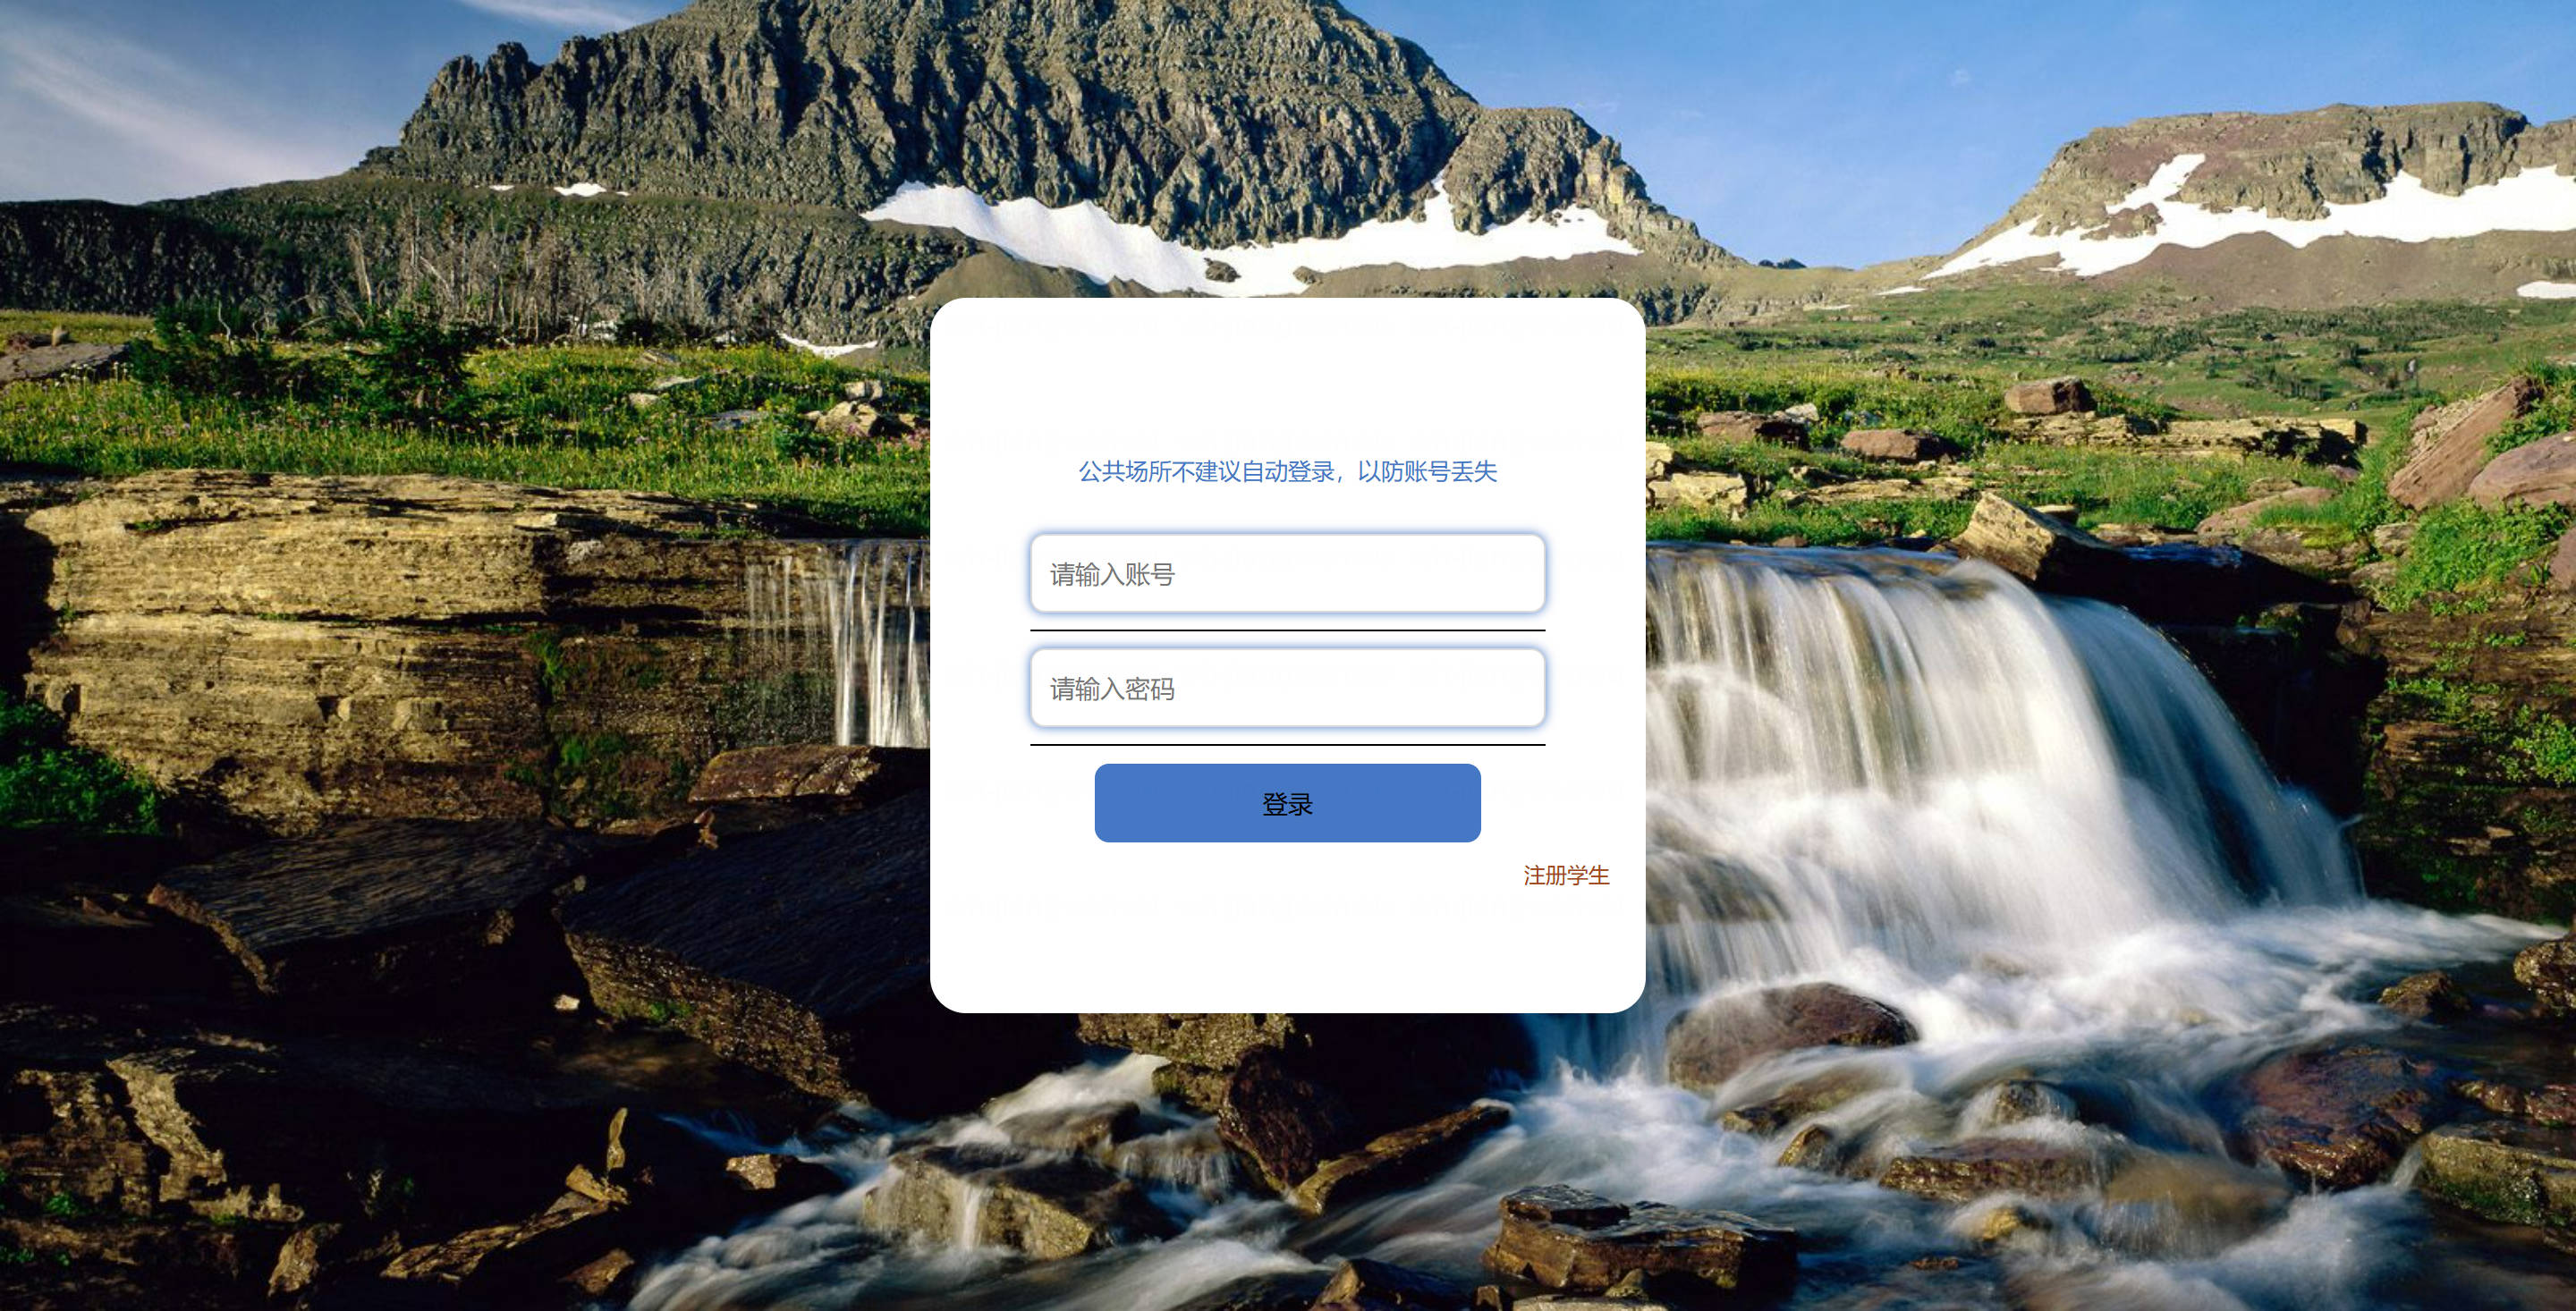 公共场所不建议自动登录，以防账号丢失
请输入账号
请输入密码
登录
注册学生